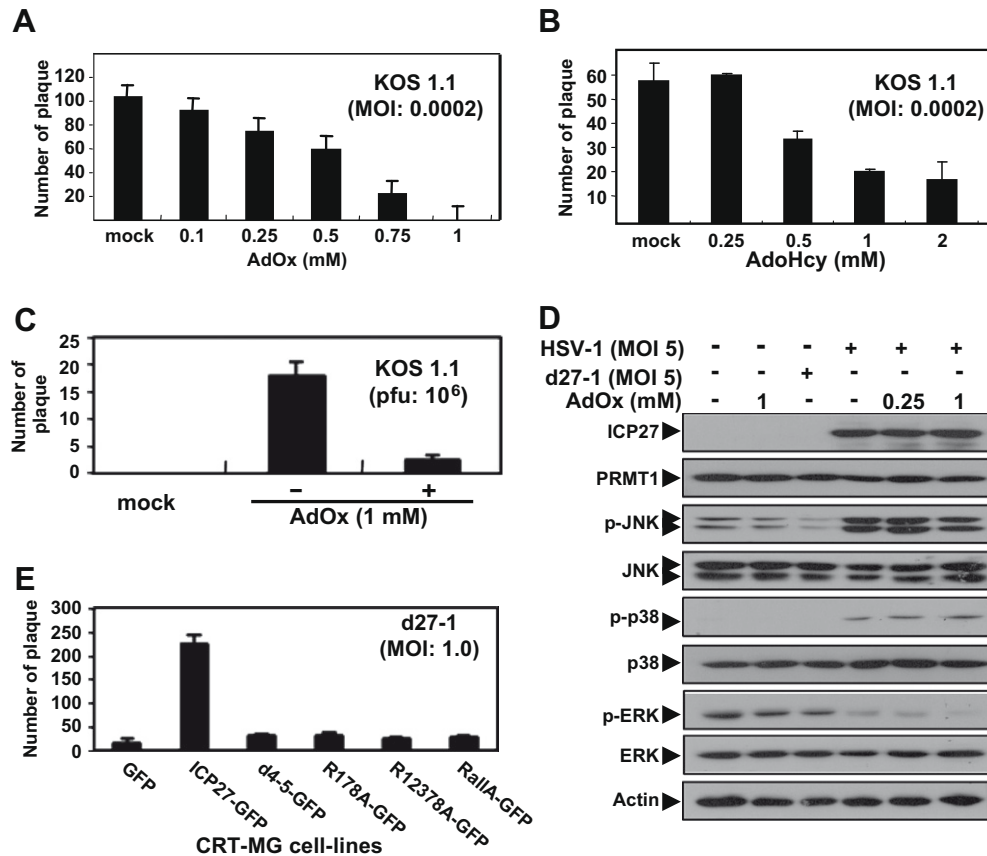 A
Number of plaque
120
100
80
60
40
20
KOS 1.1
(MOI: 0.0002)
mock 0.1 0.25 0.5 0.75 1
AdOx (mM)
B
Number of plaque
60
50
40
30
20
10
KOS 1.1
(MOI: 0.0002)
mock 0.25 0.5 1 2
AdoHcy (mM)
C
Number of
plaque
25
20
15
10
5
0
KOS 1.1
(pfu: 10⁶)
mock - +
AdOx (1 mM)
D
HSV-1 (MOI 5) - - - + + +
d27-1 (MOI 5) - - + - - -
AdOx (mM) - 1 - - 0.25 1
ICP27
PRMT1
p-JNK
JNK
p-p38
p38
p-ERK
ERK
Actin
E
Number of plaque
300
250
200
150
100
50
0
d27-1
(MOI: 1.0)
GFP ICP27-GFP d4-5-GFP R178A-GFP R12378A-GFP RallA-GFP
CRT-MG cell-lines